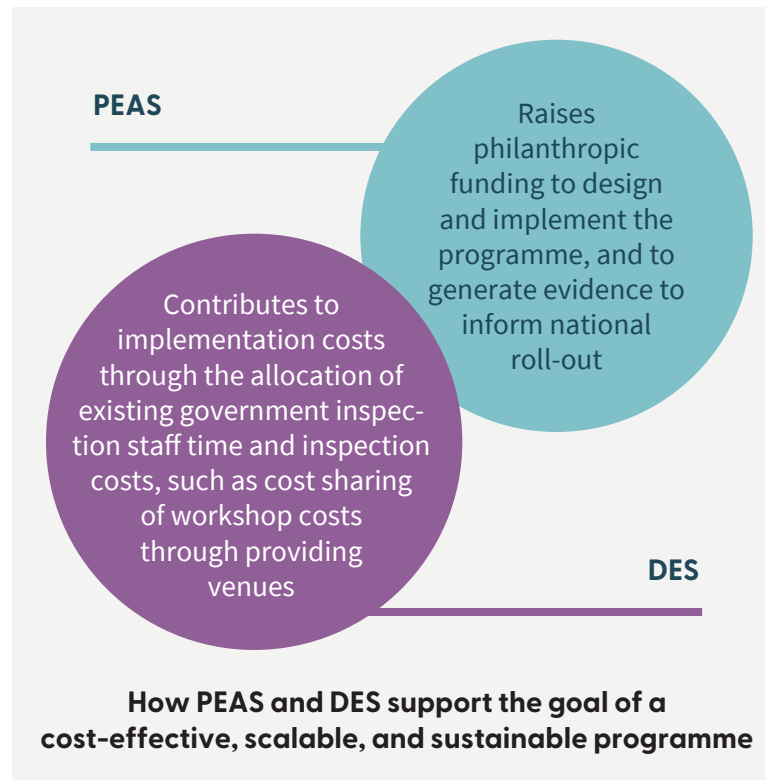 PEAS
Raises
philanthropic
funding to design
and implement the
programme, and to
generate evidence to
inform national
roll-out
Contributes to
implementation costs
through the allocation of
existing government inspec-
tion staff time and inspection
costs, such as cost sharing
of workshop costs
through providing
venues
DES
How PEAS and DES support the goal of a
cost-effective, scalable, and sustainable programme